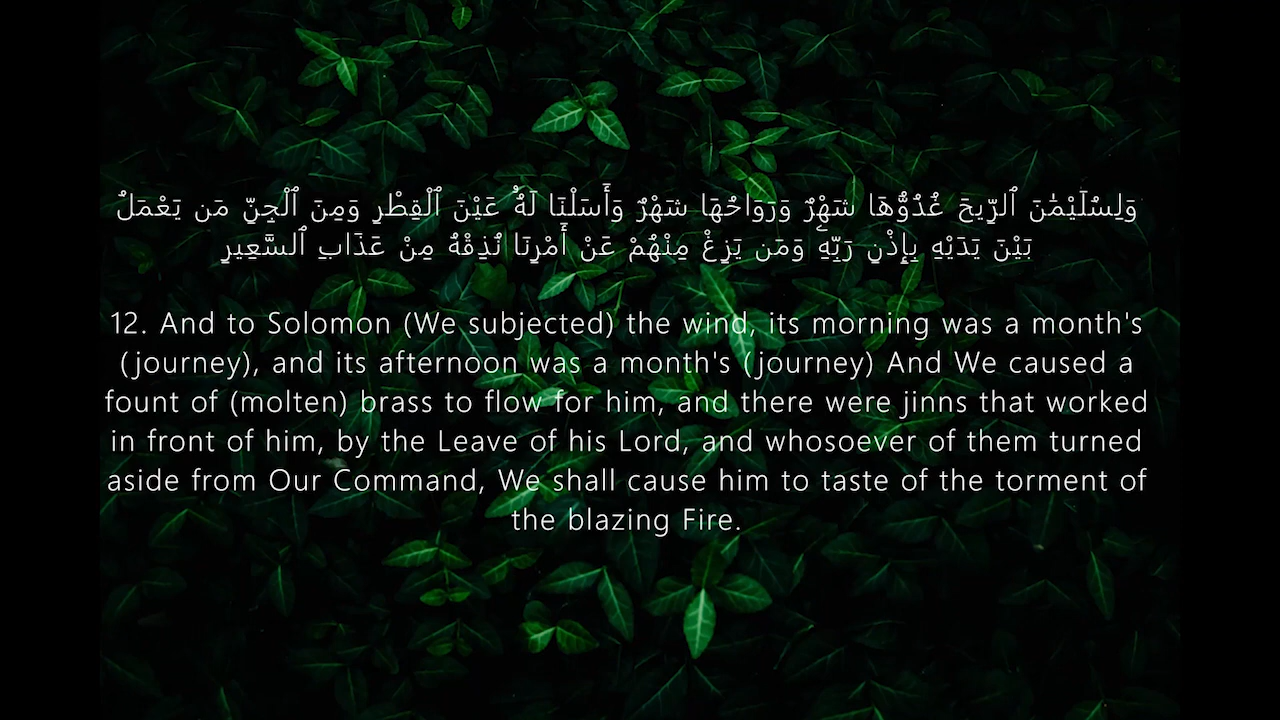 وَلِسُلَيْمَٰنَ ٱلرِّيحَ غُدُوُّهَا شَهْرٌ وَرَوَاحُهَا شَهْرٌ وَأَسَلْنَا لَهُۥ عَيْنَ ٱلْقِطْرِ وَمِنَ ٱلْجِنِّ مَن يَعْمَلُ
بَيْنَ يَدَيْهِ بِإِذْنِ رَبِّهِۦ وَمَن يَزِغْ مِنْهُمْ عَنْ أَمْرِنَا نُذِقْهُ مِنْ عَذَابِ ٱلسَّعِيرِ
12. And to Solomon (We subjected) the wind, its morning was a month's
(journey), and its afternoon was a month's (journey) And We caused a
fount of (molten) brass to flow for him, and there were jinns that worked
in front of him, by the Leave of his Lord, and whosoever of them turned
aside from Our Command, We shall cause him to taste of the torment of
the blazing Fire.